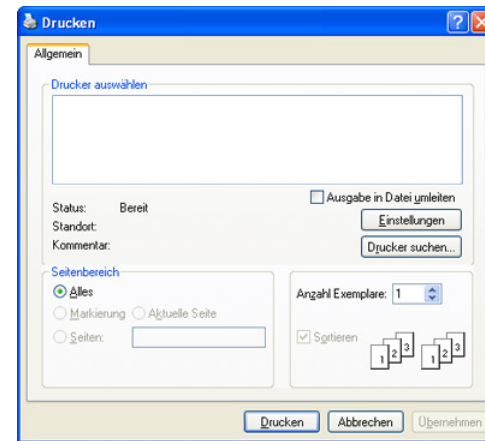 Drucken
Allgemein
Drucker auswählen
Ausgabe in Datei umleiten
Status: Bereit
Einstellungen
Standort:
Kommentar:
Drucker suchen...
Seitenbereich
Alles
Anzahl Exemplare: 1
Markierung Aktuelle Seite
Seiten:
Sortieren
1 2 3 1 2 3
Drucken Abbrechen Übernehmen